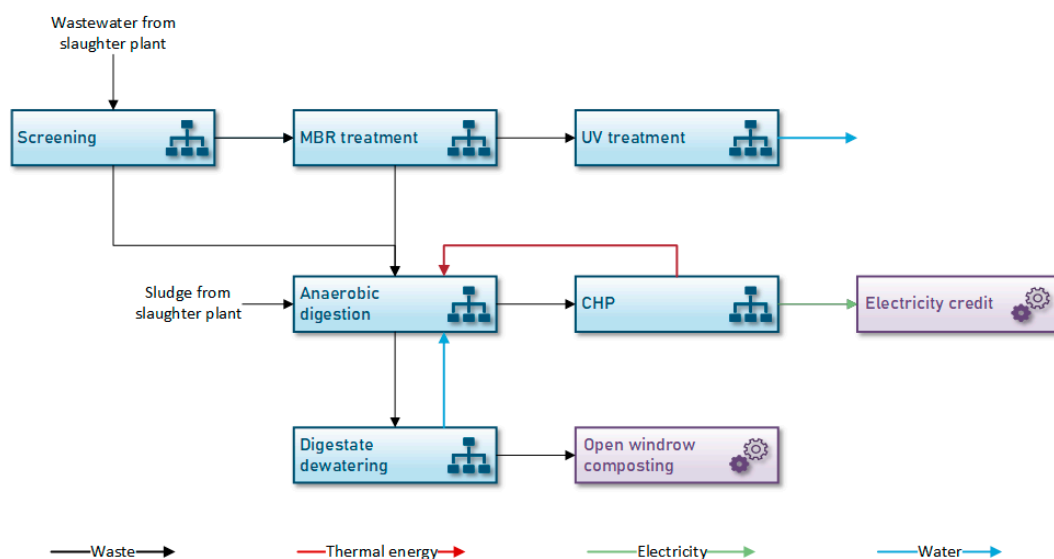 Wastewater from
slaughter plant
Screening
MBR treatment
UV treatment
Sludge from
slaughter plant
Anaerobic
digestion
CHP
Electricity credit
Digestate
dewatering
Open windrow
composting
Waste
Thermal energy
Electricity
Water